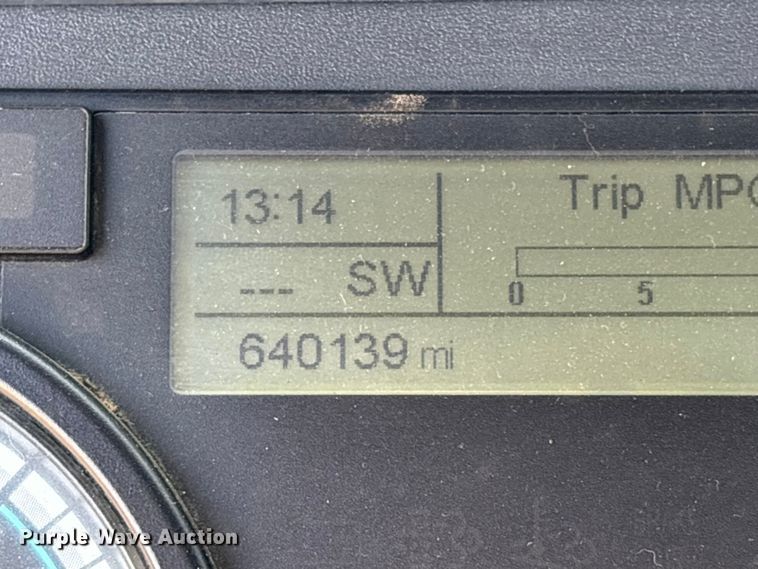 13:14
Trip MPG
--- SW
0 5
640139 mi
Purple Wave Auction